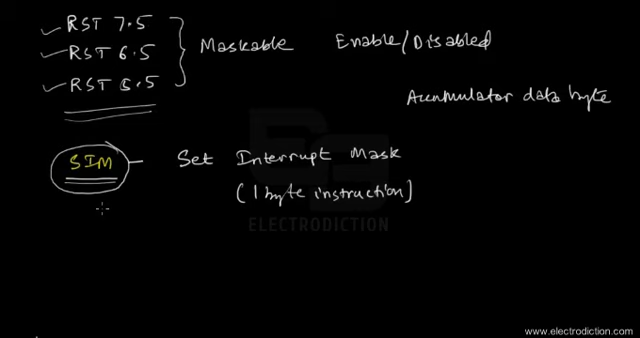 RST 7.5
RST 6.5
RST 5.5
Maskable
Enable/Disabled
Accumulator data byte
SIM — Set Interrupt Mask
(1 byte instruction)
ELECTRODICTION
www.electrodiction.com